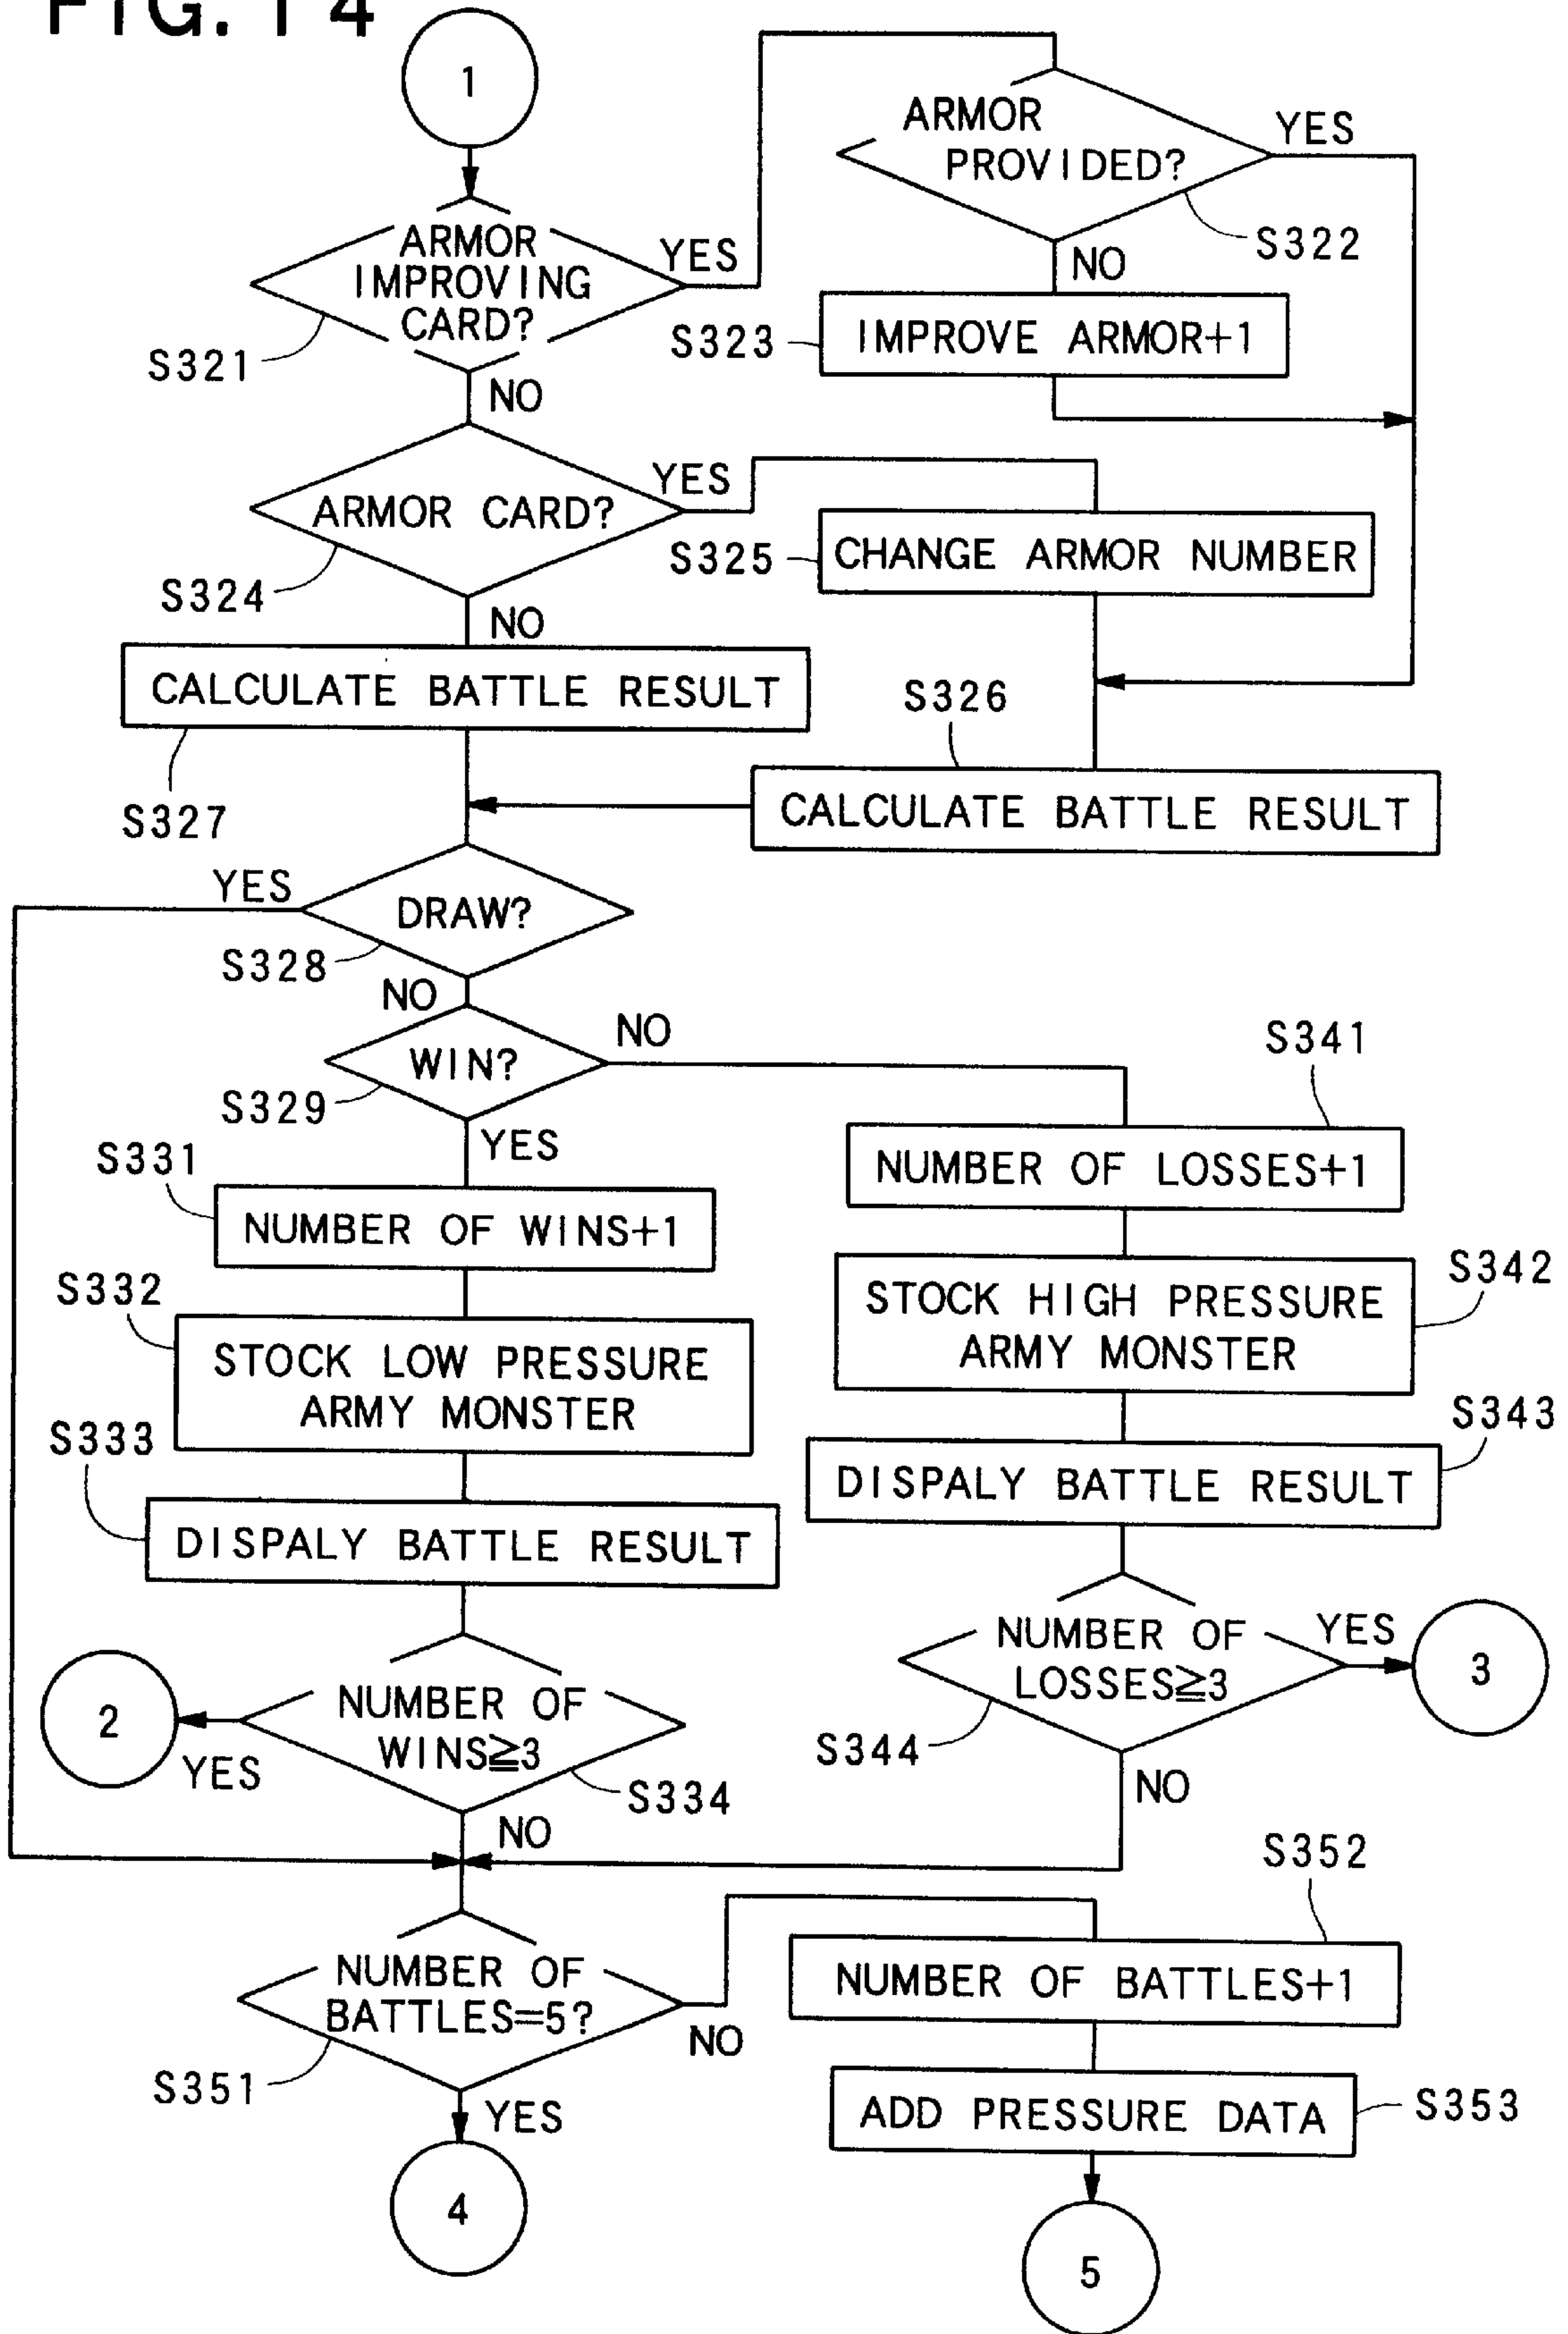 FIG. 14
1
ARMOR
IMPROVING
CARD?
YES
S321
NO
ARMOR
PROVIDED?
YES
S322
NO
S323
IMPROVE ARMOR+1
ARMOR CARD?
YES
S324
NO
S325
CHANGE ARMOR NUMBER
CALCULATE BATTLE RESULT
S327
S326
CALCULATE BATTLE RESULT
YES
DRAW?
S328
NO
WIN?
NO
S329
YES
S331
NUMBER OF WINS+1
S332
STOCK LOW PRESSURE
ARMY MONSTER
S333
DISPALY BATTLE RESULT
NUMBER OF
WINS≧3
2
YES
S334
NO
S341
NUMBER OF LOSSES+1
S342
STOCK HIGH PRESSURE
ARMY MONSTER
S343
DISPALY BATTLE RESULT
NUMBER OF
LOSSES≧3
YES
3
S344
NO
NUMBER OF
BATTLES=5?
NO
S351
YES
4
S352
NUMBER OF BATTLES+1
ADD PRESSURE DATA
S353
5